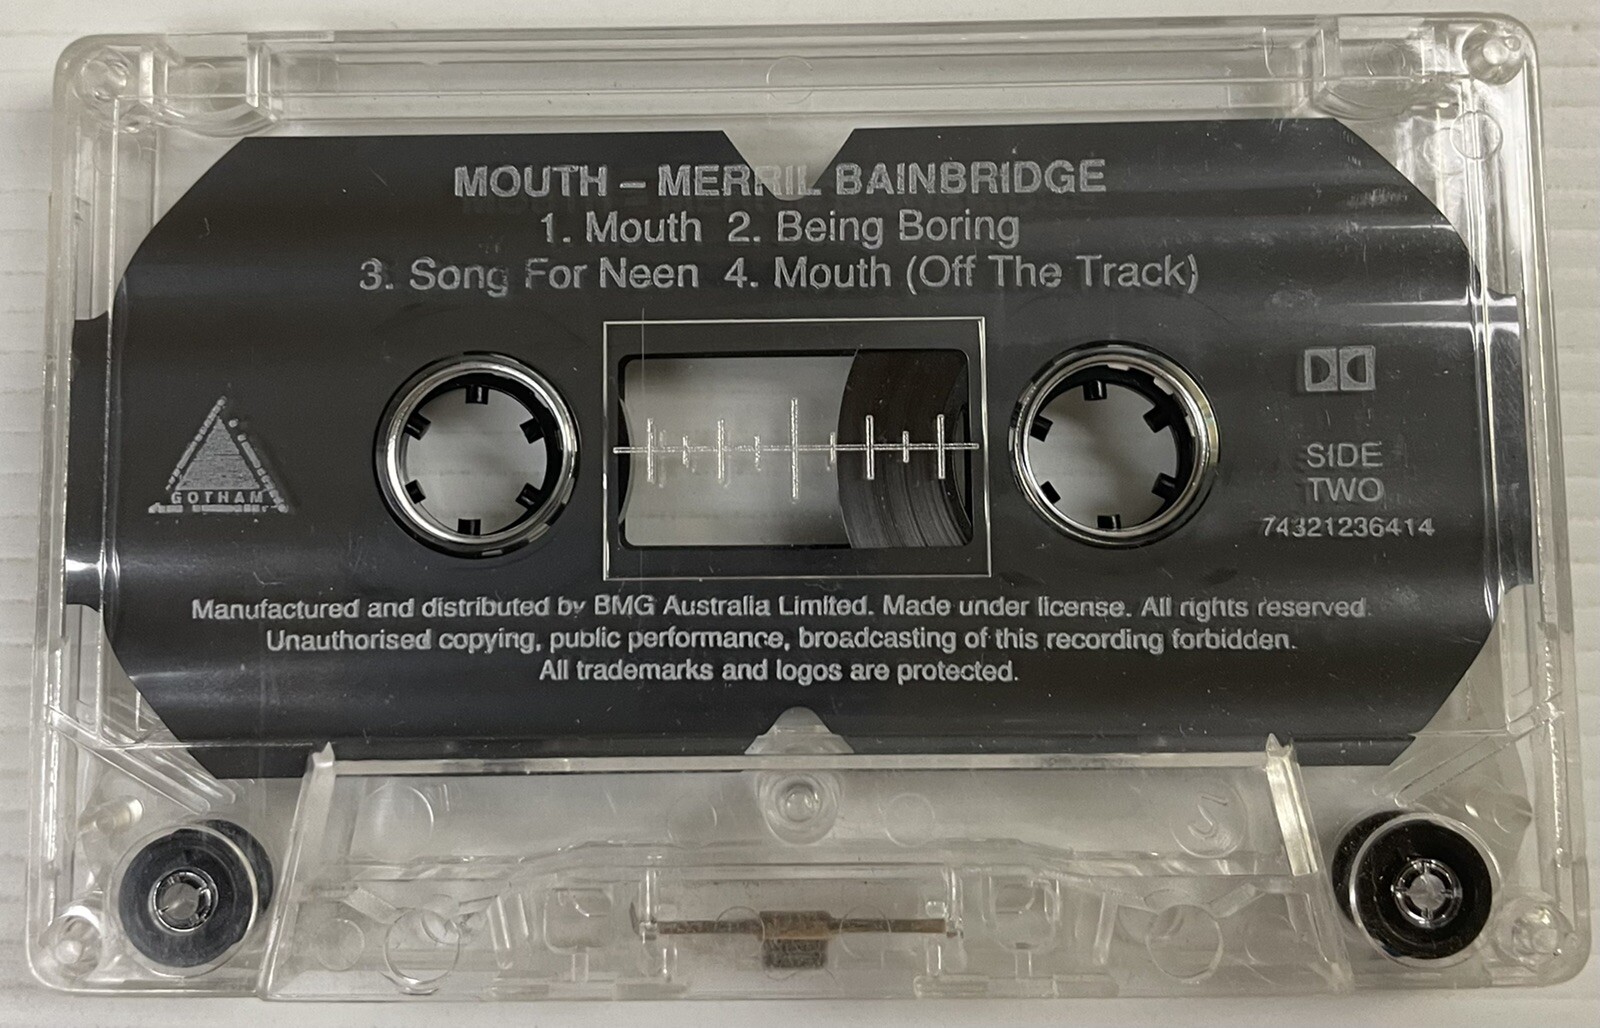 MOUTH – MERRIL BAINBRIDGE
1. Mouth 2. Being Boring
3. Song For Neen 4. Mouth (Off The Track)
GOTHAM
SIDE
TWO
74321236414
Manufactured and distributed by BMG Australia Limited. Made under license. All rights reserved.
Unauthorised copying, public performance, broadcasting of this recording forbidden.
All trademarks and logos are protected.